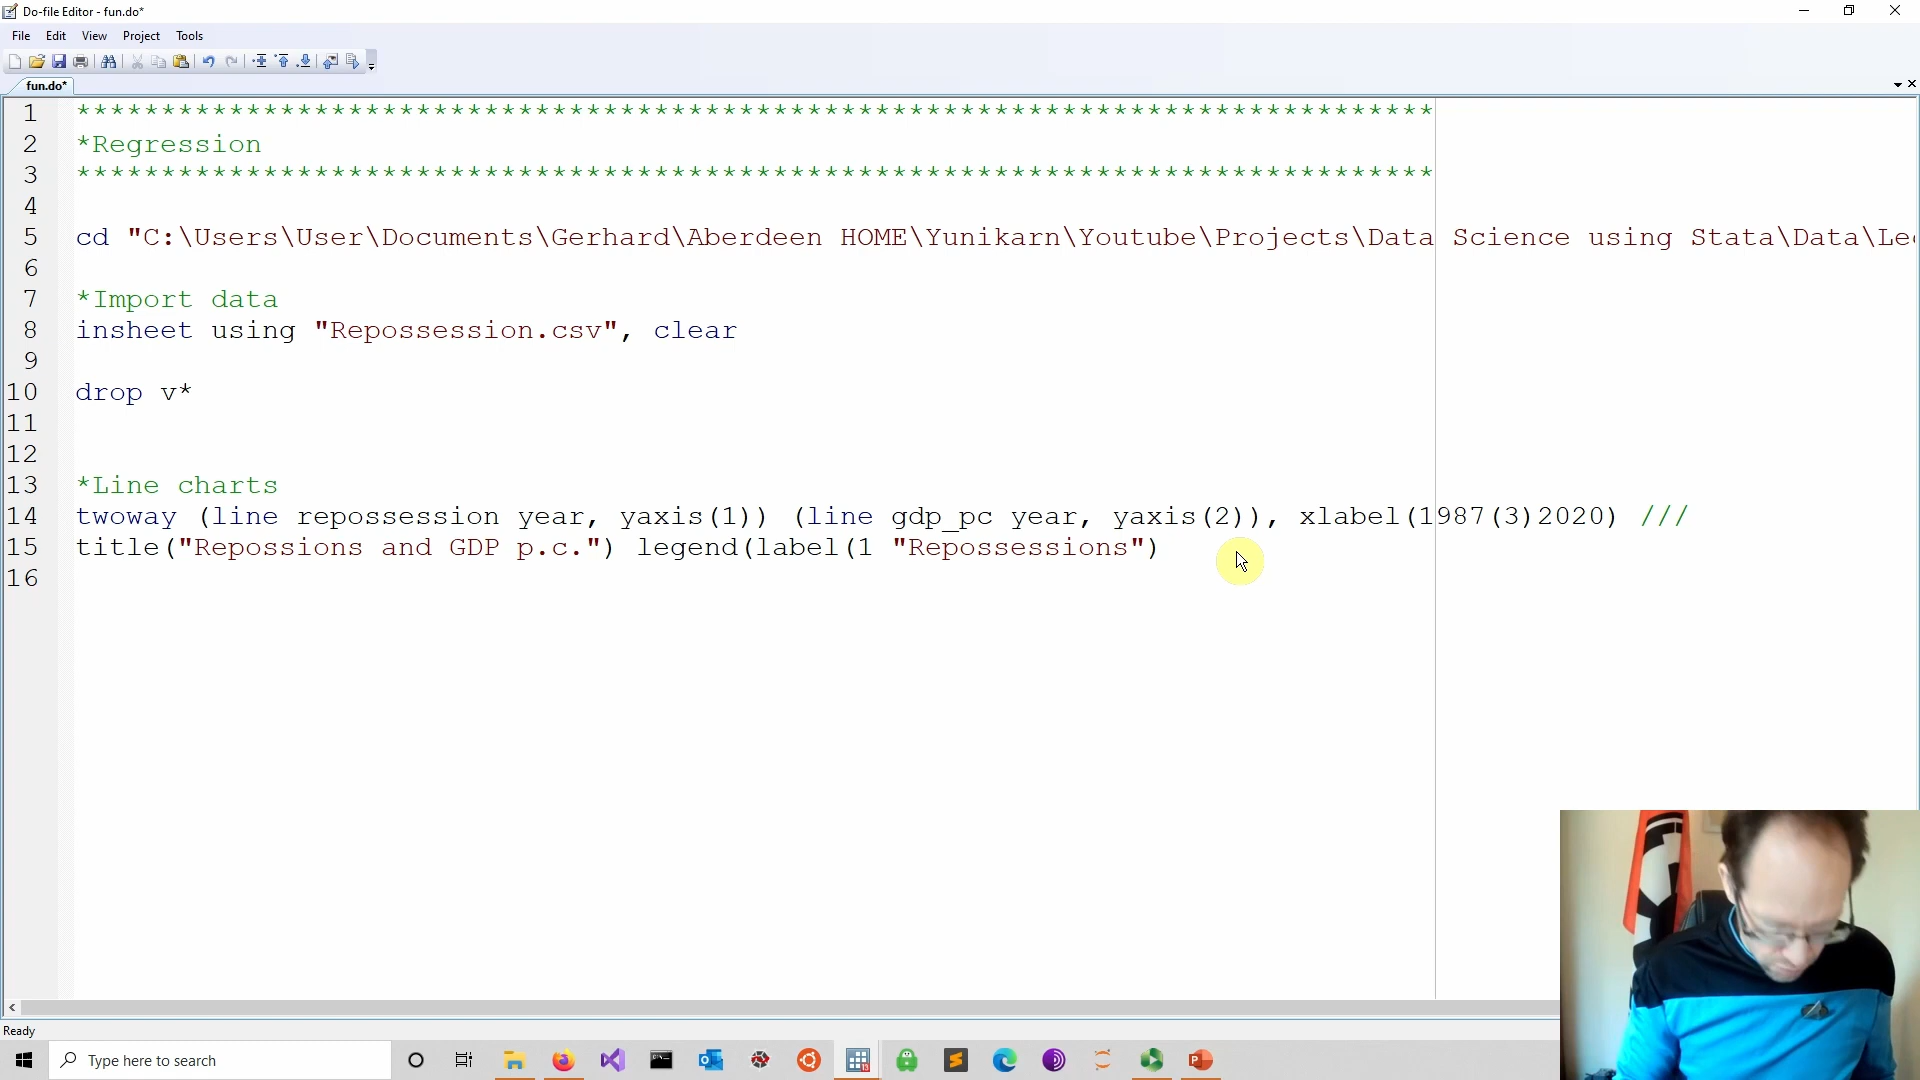 Do-file Editor - fun.do*
File Edit View Project Tools
fun.do*
1 ********************************************************************************
2 *Regression
3 ********************************************************************************
4
5 cd "C:\Users\User\Documents\Gerhard\Aberdeen HOME\Yunikarn\Youtube\Projects\Data Science using Stata\Data\Le
6
7 *Import data
8 insheet using "Repossession.csv", clear
9
10 drop v*
11
12
13 *Line charts
14 twoway (line repossession year, yaxis(1)) (line gdp_pc year, yaxis(2)), xlabel(1987(3)2020) ///
15 title("Repossions and GDP p.c.") legend(label(1 "Repossessions")
16
Ready
Type here to search